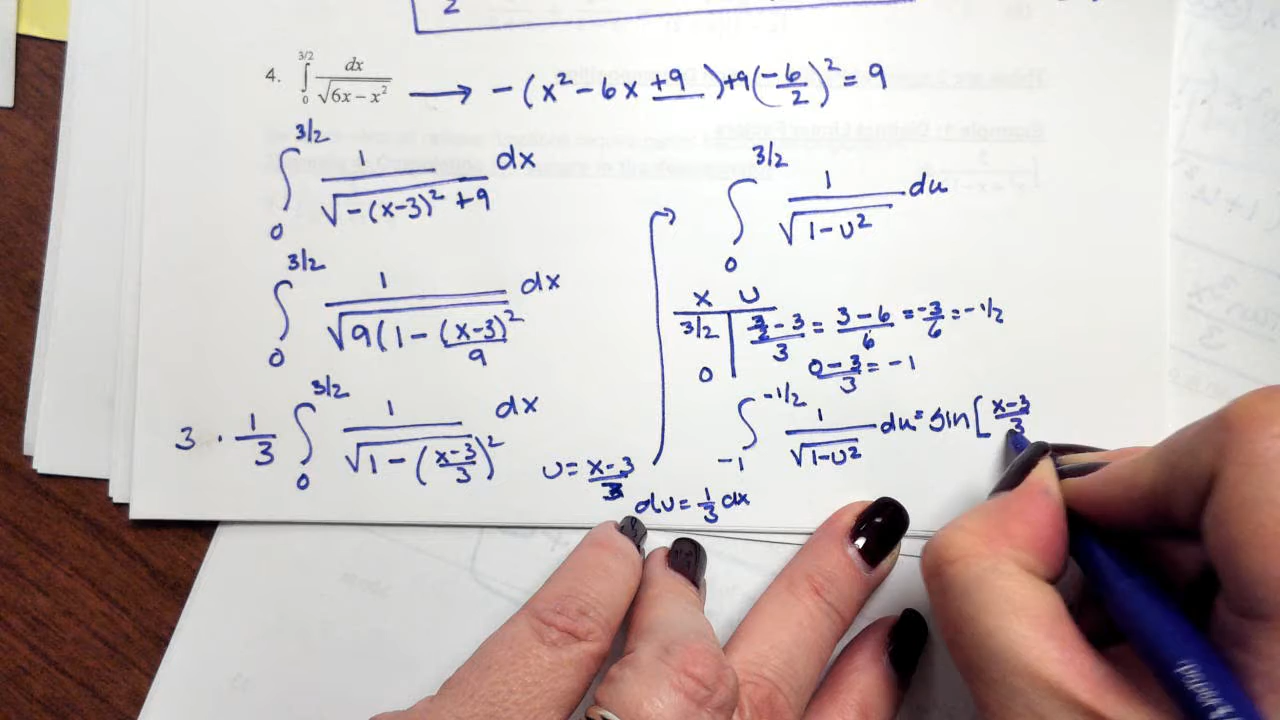 2
4. ∫₀^{3/2} dx/√(6x − x²) → −(x² − 6x +9 )+9 (−6/2)² = 9
∫₀^{3/2} 1/√(−(x−3)² +9) dx
∫₀^{3/2} 1/√(9(1 − (x−3)²/9 dx
3 · 1/3 ∫₀^{3/2} 1/√(1 − ((x−3)/3)²) dx
u = (x−3)/3
du = 1/3 dx
∫₀^{3/2} 1/√(1−u²) du
x | u
3/2 | (3/2 − 3)/3 = (3−6)/6 = −3/6 = −1/2
0 | (0−3)/3 = −1
∫₋₁^{−1/2} 1/√(1−u²) du = sin [(x−3)/3